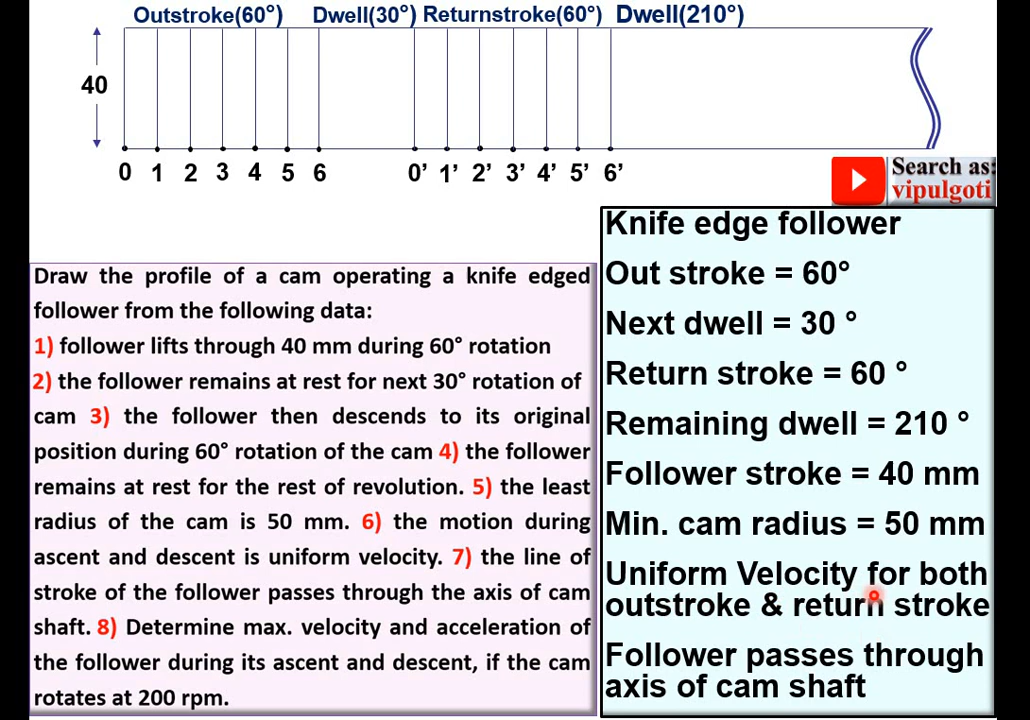 Outstroke(60°) Dwell(30°) Returnstroke(60°) Dwell(210°)
40
0 1 2 3 4 5 6 0’ 1’ 2’ 3’ 4’ 5’ 6’
Search as:
vipulgoti
Draw the profile of a cam operating a knife edged
follower from the following data:
1) follower lifts through 40 mm during 60° rotation
2) the follower remains at rest for next 30° rotation of
cam 3) the follower then descends to its original
position during 60° rotation of the cam 4) the follower
remains at rest for the rest of revolution. 5) the least
radius of the cam is 50 mm. 6) the motion during
ascent and descent is uniform velocity. 7) the line of
stroke of the follower passes through the axis of cam
shaft. 8) Determine max. velocity and acceleration of
the follower during its ascent and descent, if the cam
rotates at 200 rpm.
Knife edge follower
Out stroke = 60°
Next dwell = 30 °
Return stroke = 60 °
Remaining dwell = 210 °
Follower stroke = 40 mm
Min. cam radius = 50 mm
Uniform Velocity for both
outstroke & return stroke
Follower passes through
axis of cam shaft